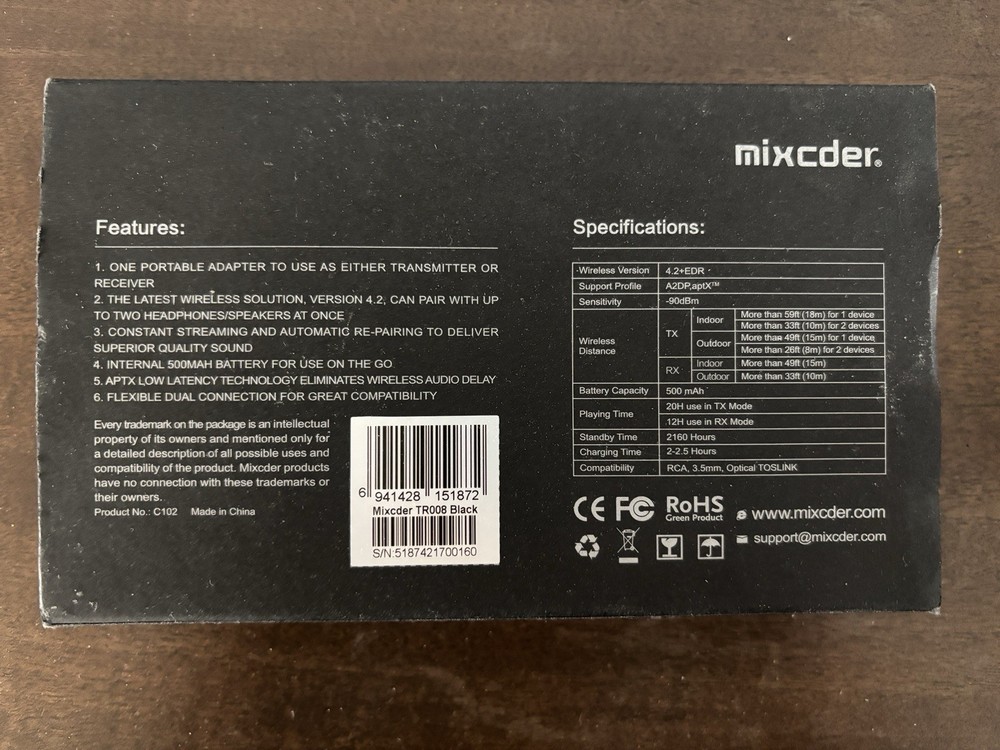 mixcder®
Features:
1. ONE PORTABLE ADAPTER TO USE AS EITHER TRANSMITTER OR
RECEIVER
2. THE LATEST WIRELESS SOLUTION, VERSION 4.2, CAN PAIR WITH UP
TO TWO HEADPHONES/SPEAKERS AT ONCE
3. CONSTANT STREAMING AND AUTOMATIC RE-PAIRING TO DELIVER
SUPERIOR QUALITY SOUND
4. INTERNAL 500MAH BATTERY FOR USE ON THE GO
5. APTX LOW LATENCY TECHNOLOGY ELIMINATES WIRELESS AUDIO DELAY
6. FLEXIBLE DUAL CONNECTION FOR GREAT COMPATIBILITY
Every trademark on the package is an intellectual
property of its owners and mentioned only for
a detailed description of all possible uses and
compatibility of the product. Mixcder products
have no connection with these trademarks or
their owners.
Product No.: C102 Made in China
6 941428 151872
Mixcder TR008 Black
S/N:5187421700160
Specifications:
Wireless Version 4.2+EDR
Support Profile A2DP,aptX™
Sensitivity -90dBm
Wireless Distance TX Indoor More than 59ft (18m) for 1 device
More than 33ft (10m) for 2 devices
Outdoor More than 49ft (15m) for 1 device
More than 26ft (8m) for 2 devices
RX Indoor More than 49ft (15m)
Outdoor More than 33ft (10m)
Battery Capacity 500 mAh
Playing Time 20H use in TX Mode
12H use in RX Mode
Standby Time 2160 Hours
Charging Time 2-2.5 Hours
Compatibility RCA, 3.5mm, Optical TOSLINK
CE FC RoHS
Green Product
www.mixcder.com
support@mixcder.com